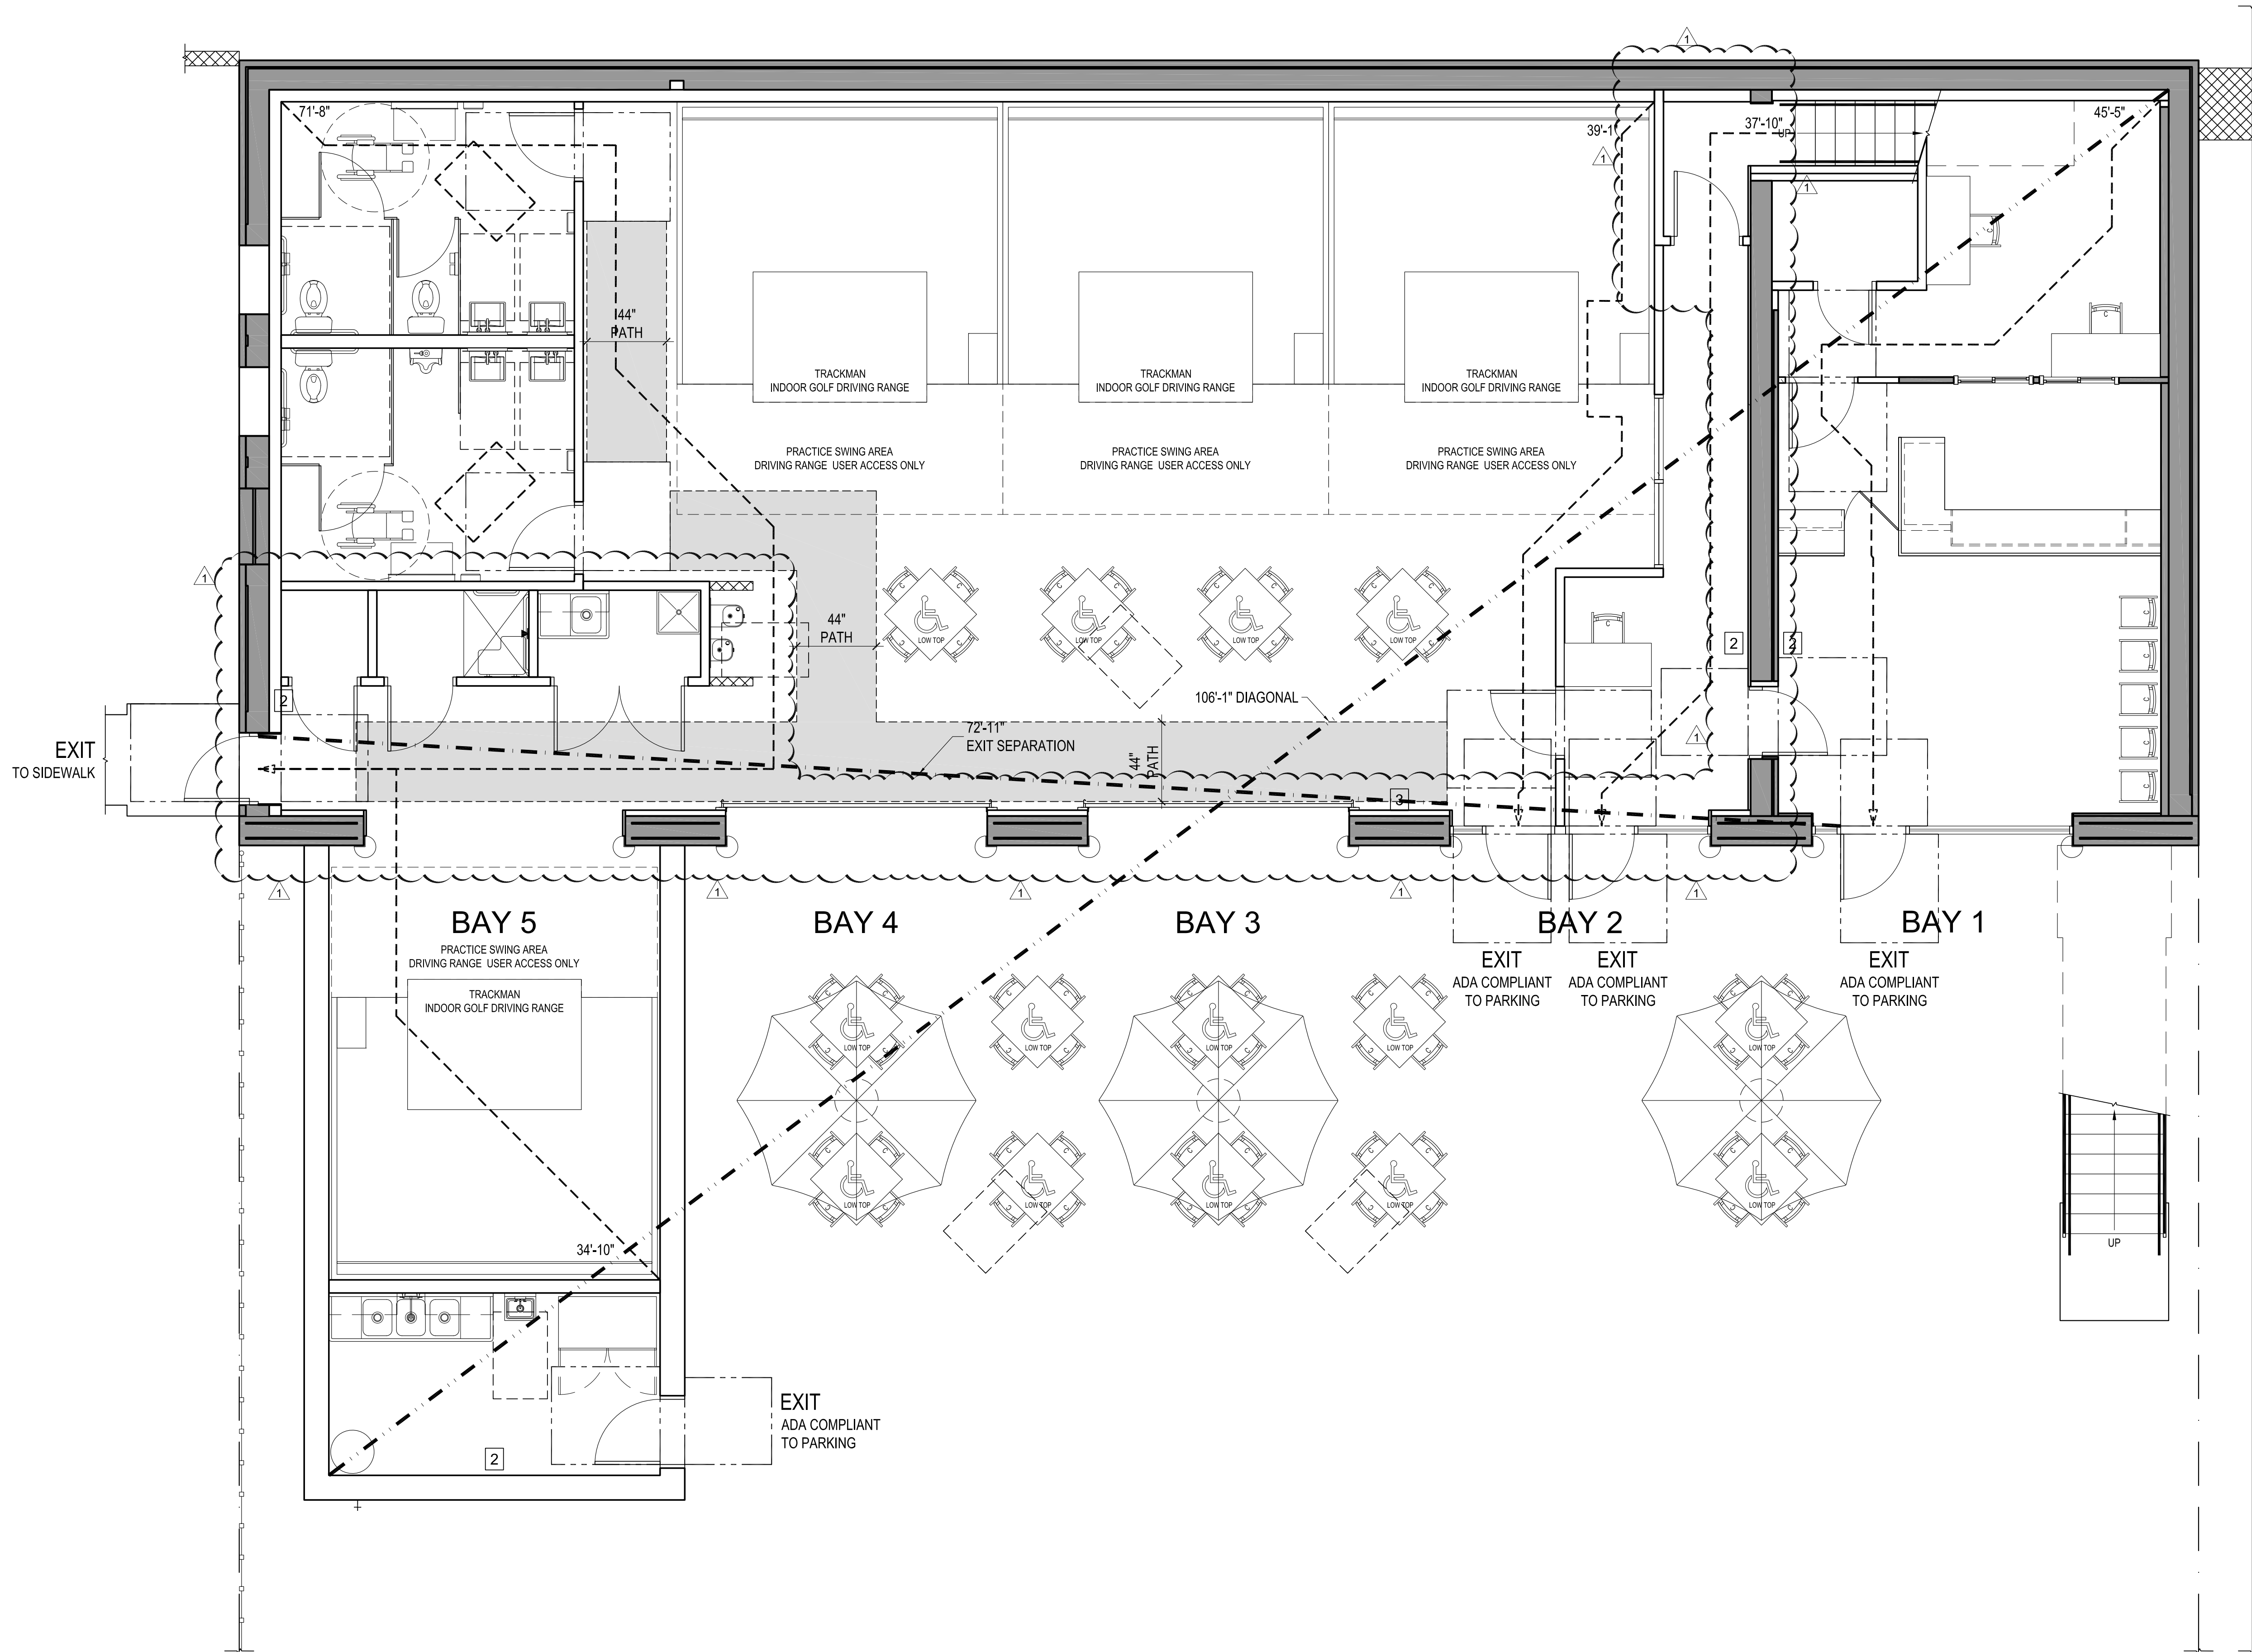 1
71'-8"
39'-1"
1
37'-10"
UP
45'-5"
1
44"
PATH
TRACKMAN
INDOOR GOLF DRIVING RANGE
TRACKMAN
INDOOR GOLF DRIVING RANGE
TRACKMAN
INDOOR GOLF DRIVING RANGE
PRACTICE SWING AREA
DRIVING RANGE USER ACCESS ONLY
PRACTICE SWING AREA
DRIVING RANGE USER ACCESS ONLY
PRACTICE SWING AREA
DRIVING RANGE USER ACCESS ONLY
1
44"
PATH
LOW TOP
LOW TOP
LOW TOP
LOW TOP
2
2
2
106'-1" DIAGONAL
72'-11"
EXIT SEPARATION
44"
PATH
1
EXIT
TO SIDEWALK
3
1
1
1
1
1
BAY 5
BAY 4
BAY 3
BAY 2
BAY 1
PRACTICE SWING AREA
DRIVING RANGE USER ACCESS ONLY
EXIT
ADA COMPLIANT
TO PARKING
EXIT
ADA COMPLIANT
TO PARKING
EXIT
ADA COMPLIANT
TO PARKING
TRACKMAN
INDOOR GOLF DRIVING RANGE
LOW TOP
LOW TOP
LOW TOP
LOW TOP
LOW TOP
LOW TOP
LOW TOP
LOW TOP
LOW TOP
LOW TOP
34'-10"
UP
EXIT
ADA COMPLIANT
TO PARKING
2